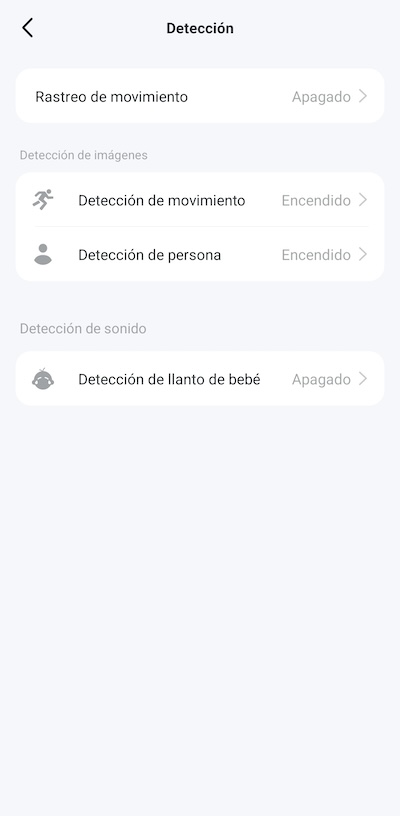 Detección
Rastreo de movimiento Apagado
Detección de imágenes
Detección de movimiento Encendido
Detección de persona Encendido
Detección de sonido
Detección de llanto de bebé Apagado